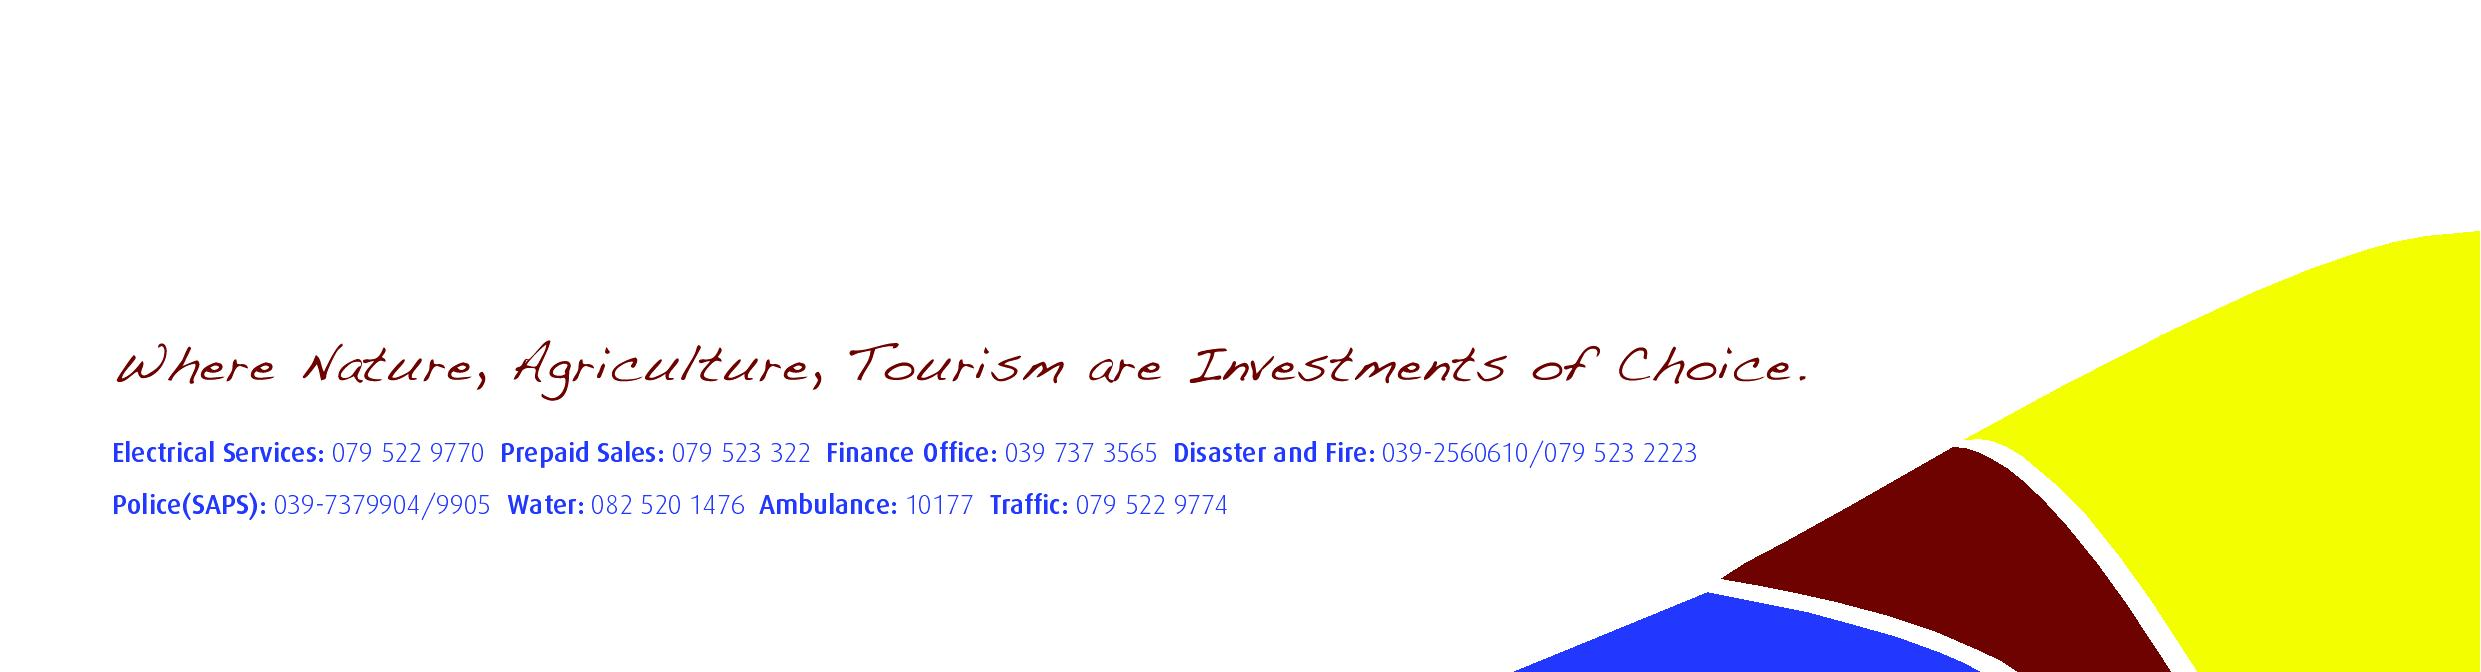 Where Nature, Agriculture, Tourism are Investments of Choice.
Electrical Services: 079 522 9770 Prepaid Sales: 079 523 322 Finance Office: 039 737 3565 Disaster and Fire: 039-2560610/079 523 2223
Police(SAPS): 039-7379904/9905 Water: 082 520 1476 Ambulance: 10177 Traffic: 079 522 9774